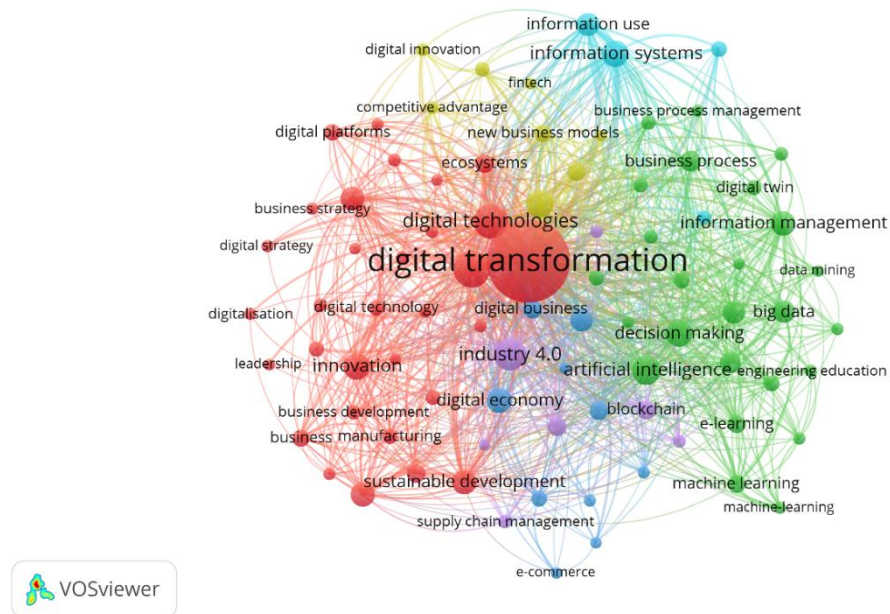 information use
digital innovation
information systems
fintech
competitive advantage
business process management
digital platforms
new business models
ecosystems
business process
digital twin
business strategy
digital technologies
information management
digital strategy
digital transformation
data mining
digitalisation
digital technology
digital business
big data
decision making
industry 4.0
leadership
innovation
artificial intelligence
engineering education
digital economy
blockchain
business development
e-learning
business
manufacturing
sustainable development
machine learning
machine-learning
supply chain management
e-commerce
VOSviewer